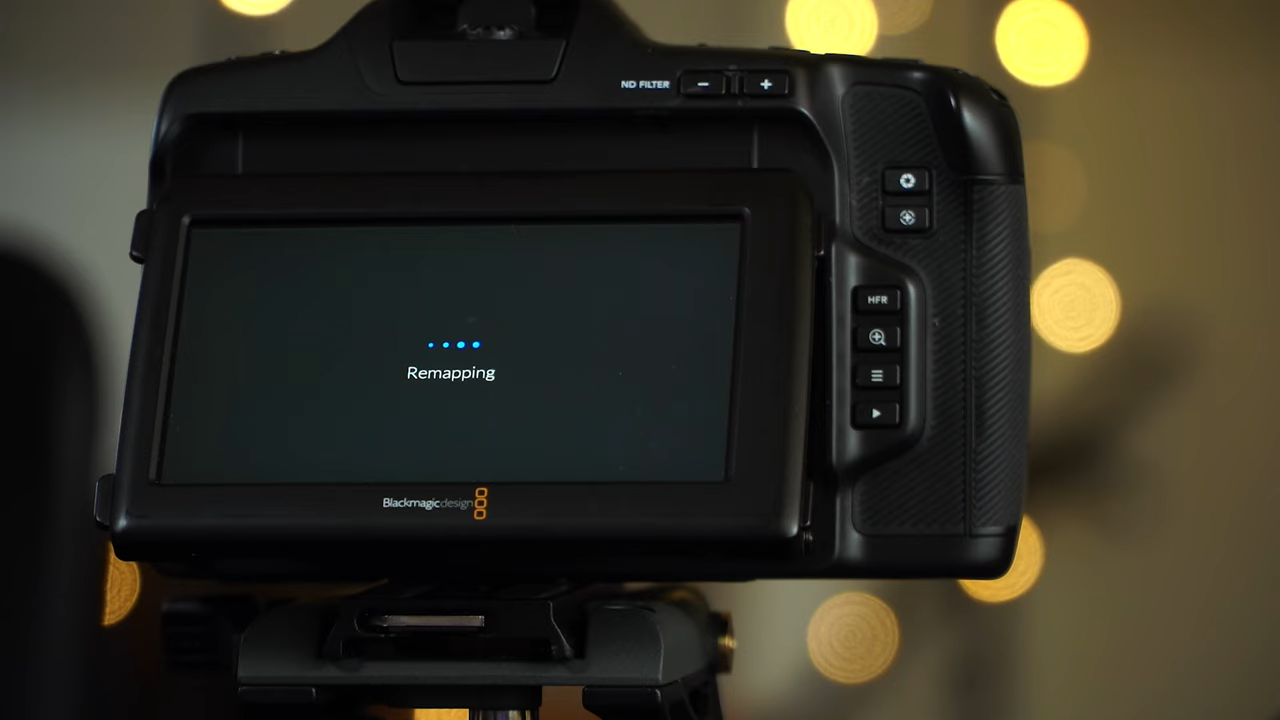 ND FILTER − +
HFR
Remapping
Blackmagicdesign